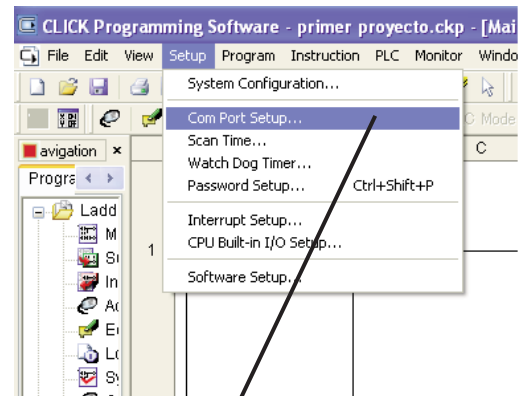 CLICK Programming Software - primer proyecto.ckp - [Mai
File Edit View Setup Program Instruction PLC Monitor Windo
System Configuration...
Com Port Setup...
Mode
Scan Time...
avigation
C
Watch Dog Timer...
Progra
Password Setup... Ctrl+Shift+P
Ladd
Interrupt Setup...
M
CPU Built-in I/O Setup...
1
In
Software Setup...